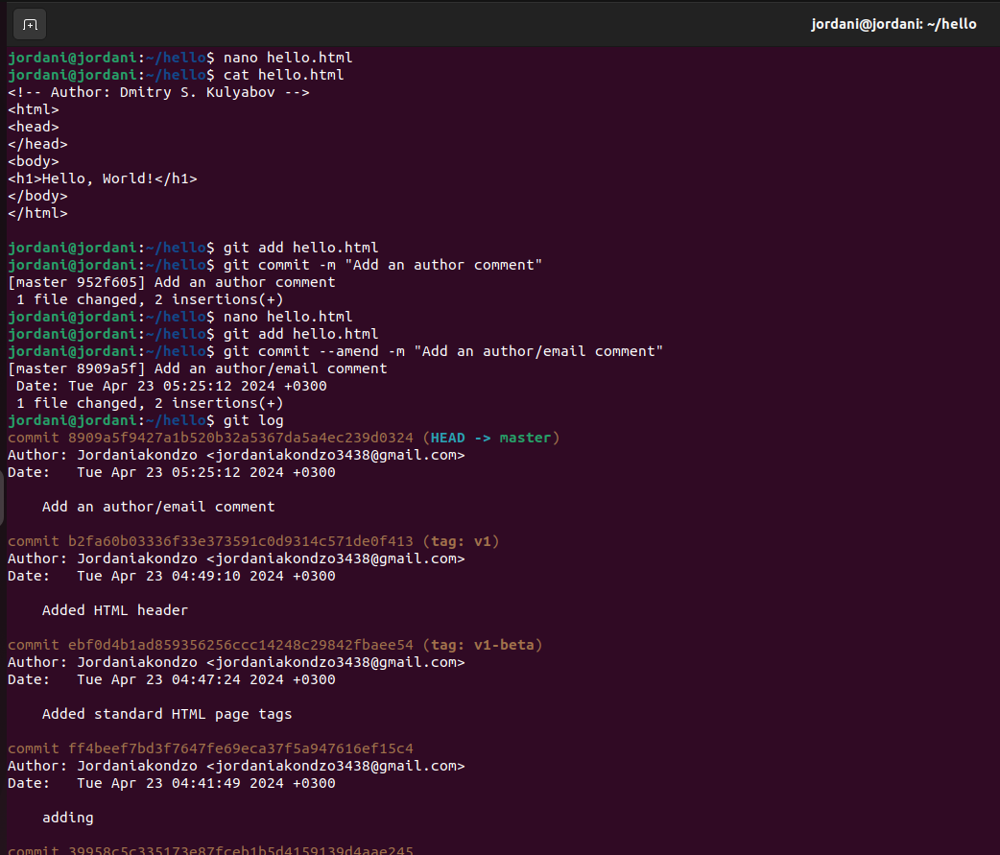 jordani@jordani: ~/hello
jordani@jordani:~/hello$ nano hello.html
jordani@jordani:~/hello$ cat hello.html
<!-- Author: Dmitry S. Kulyabov -->
<html>
<head>
</head>
<body>
<h1>Hello, World!</h1>
</body>
</html>
jordani@jordani:~/hello$ git add hello.html
jordani@jordani:~/hello$ git commit -m "Add an author comment"
[master 952f605] Add an author comment
 1 file changed, 2 insertions(+)
jordani@jordani:~/hello$ nano hello.html
jordani@jordani:~/hello$ git add hello.html
jordani@jordani:~/hello$ git commit --amend -m "Add an author/email comment"
[master 8909a5f] Add an author/email comment
 Date: Tue Apr 23 05:25:12 2024 +0300
 1 file changed, 2 insertions(+)
jordani@jordani:~/hello$ git log
commit 8909a5f9427a1b520b32a5367da5a4ec239d0324 (HEAD -> master)
Author: Jordaniakondzo <jordaniakondzo3438@gmail.com>
Date:   Tue Apr 23 05:25:12 2024 +0300
    Add an author/email comment
commit b2fa60b03336f33e373591c0d9314c571de0f413 (tag: v1)
Author: Jordaniakondzo <jordaniakondzo3438@gmail.com>
Date:   Tue Apr 23 04:49:10 2024 +0300
    Added HTML header
commit ebf0d4b1ad859356256ccc14248c29842fbaee54 (tag: v1-beta)
Author: Jordaniakondzo <jordaniakondzo3438@gmail.com>
Date:   Tue Apr 23 04:47:24 2024 +0300
    Added standard HTML page tags
commit ff4beef7bd3f7647fe69eca37f5a947616ef15c4
Author: Jordaniakondzo <jordaniakondzo3438@gmail.com>
Date:   Tue Apr 23 04:41:49 2024 +0300
    adding
commit 39958c5c335173e87fceb1b5d4159139d4aae245